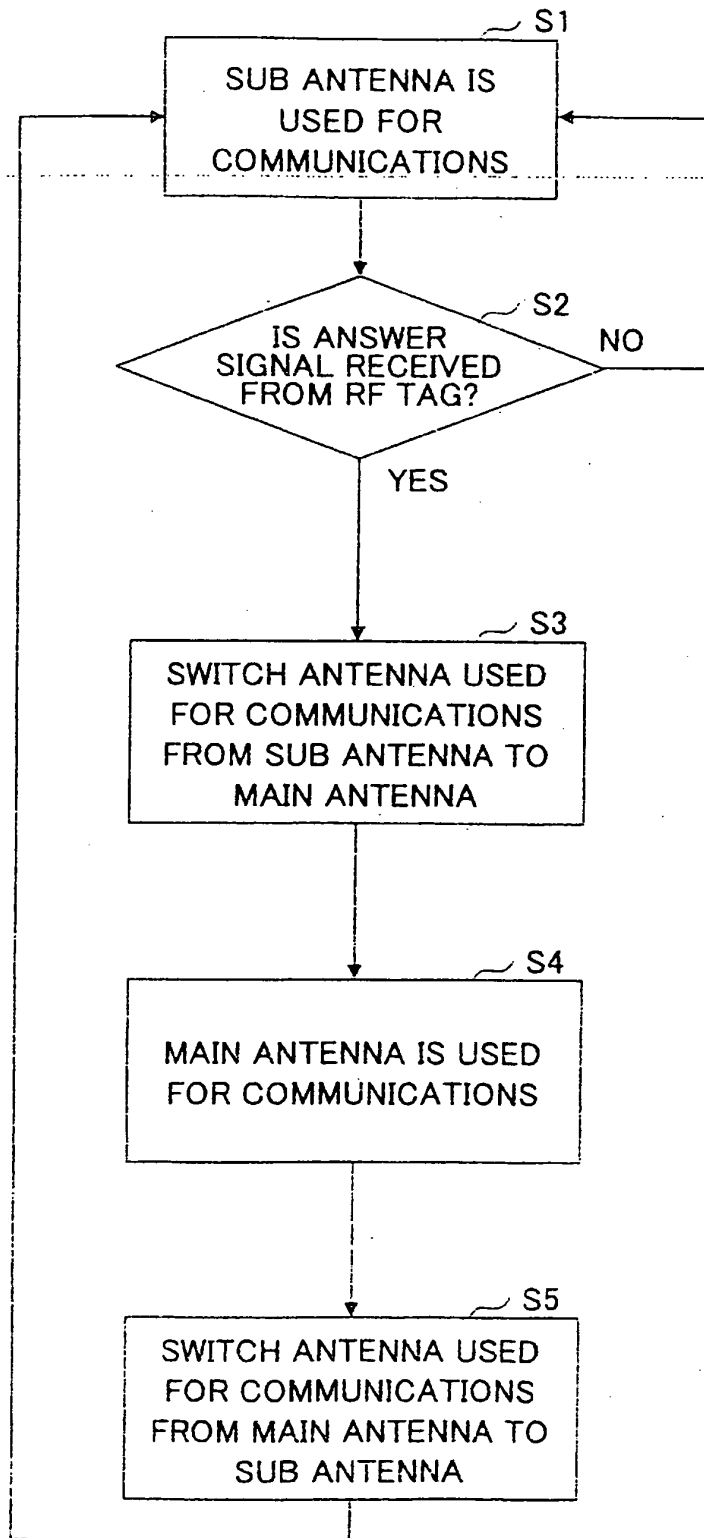 S1
SUB ANTENNA IS
USED FOR
COMMUNICATIONS
S2
IS ANSWER
SIGNAL RECEIVED
FROM RF TAG?
NO
YES
S3
SWITCH ANTENNA USED
FOR COMMUNICATIONS
FROM SUB ANTENNA TO
MAIN ANTENNA
S4
MAIN ANTENNA IS USED
FOR COMMUNICATIONS
S5
SWITCH ANTENNA USED
FOR COMMUNICATIONS
FROM MAIN ANTENNA TO
SUB ANTENNA